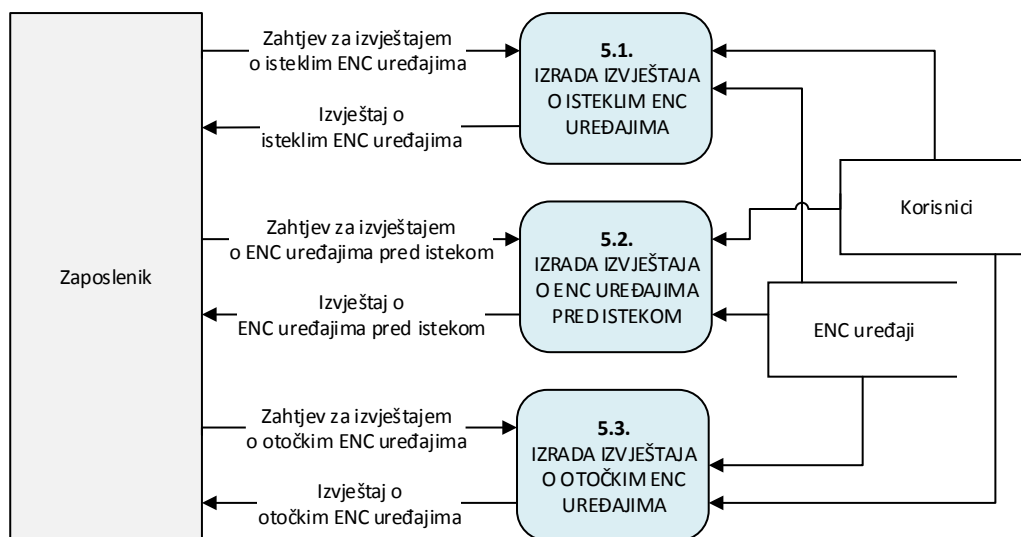 Zaposlenik
Zahtjev za izvještajem
o isteklim ENC uređajima
Izvještaj o
isteklim ENC uređajima
Zahtjev za izvještajem
o ENC uređajima pred istekom
Izvještaj o
ENC uređajima pred istekom
Zahtjev za izvještajem
o otočkim ENC uređajima
Izvještaj o
otočkim ENC uređajima
5.1.
IZRADA IZVJEŠTAJA
O ISTEKLIM ENC
UREĐAJIMA
5.2.
IZRADA IZVJEŠTAJA
O ENC UREĐAJIMA
PRED ISTEKOM
5.3.
IZRADA IZVJEŠTAJA
O OTOČKIM ENC
UREĐAJIMA
Korisnici
ENC uređaji